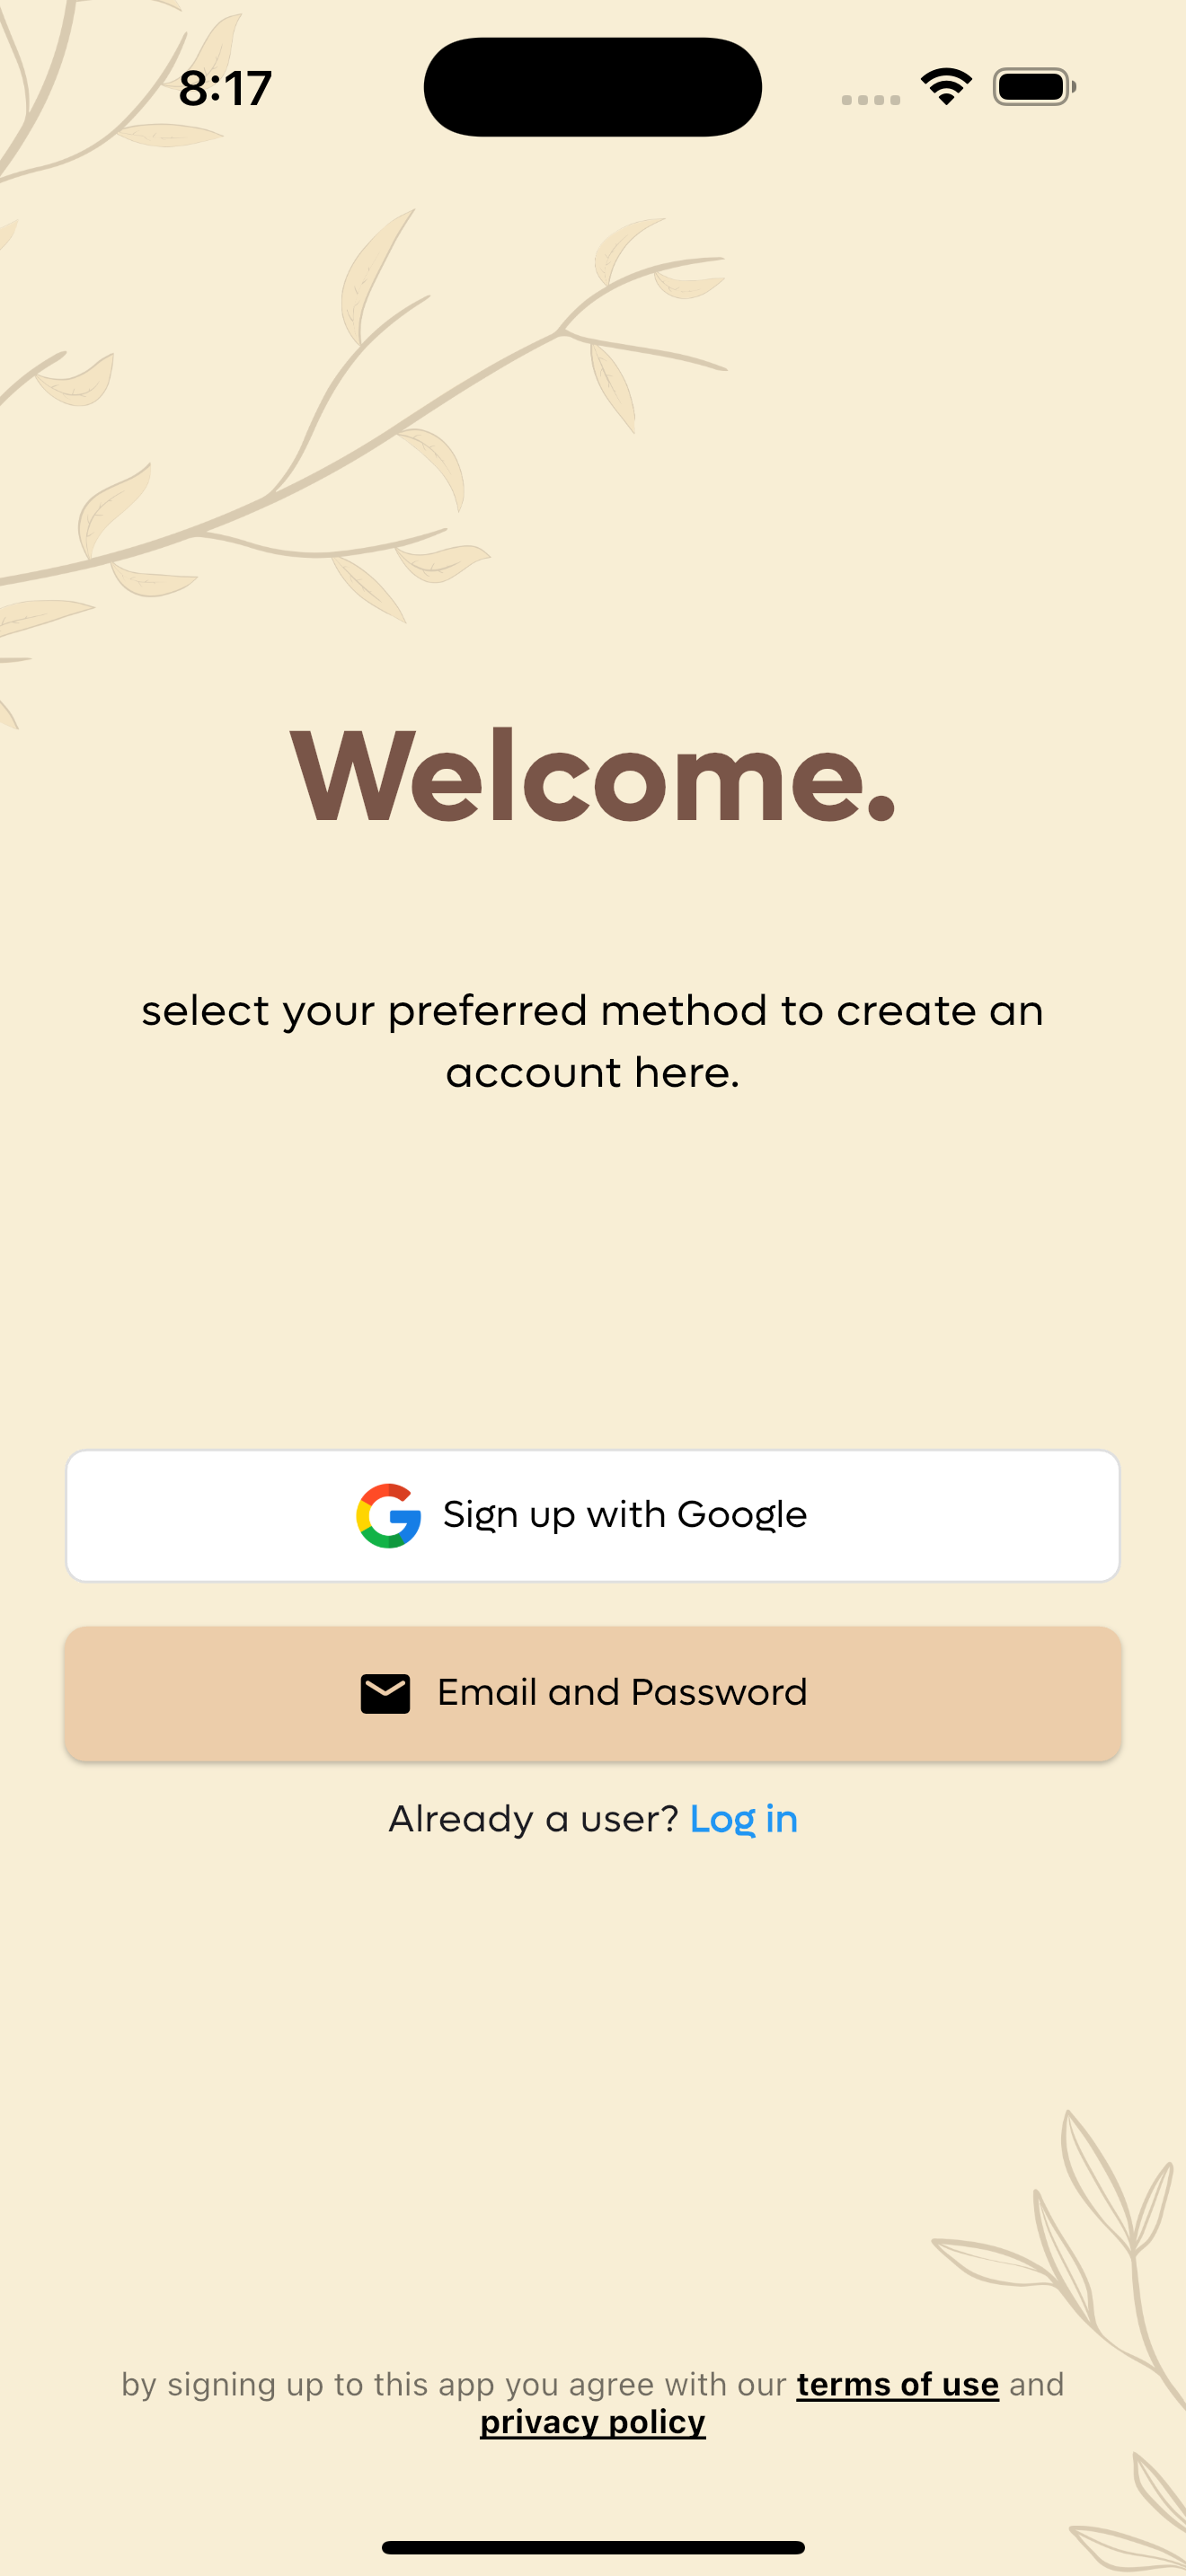 8:17
Welcome.
select your preferred method to create an
account here.
Sign up with Google
Email and Password
Already a user? Log in
by signing up to this app you agree with our terms of use and
privacy policy